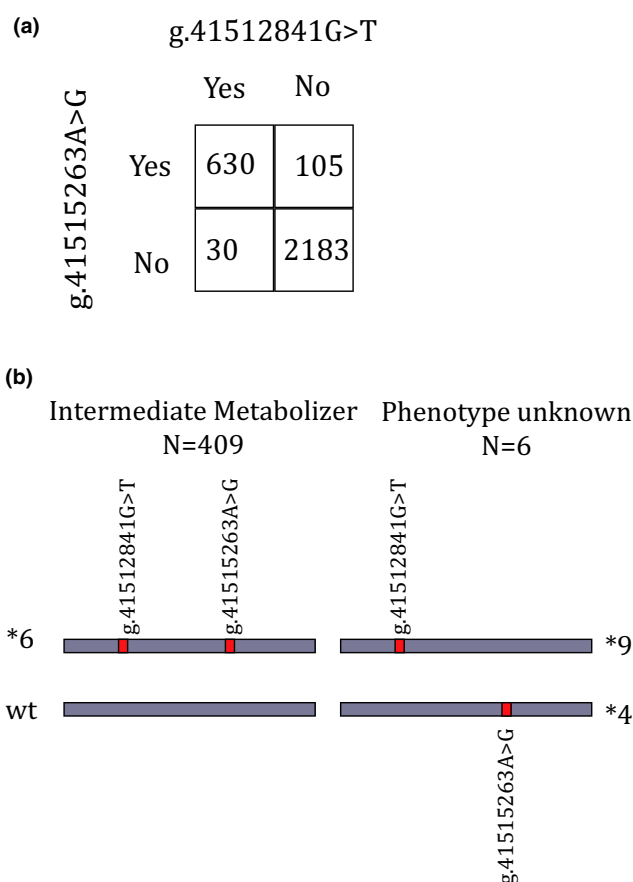 (a)
g.41512841G>T
Yes No
g.41515263A>G
Yes 630 105
No 30 2183
(b)
Intermediate Metabolizer
N=409
Phenotype unknown
N=6
g.41512841G>T
g.41515263A>G
g.41512841G>T
*6
*9
wt
*4
g.41515263A>G